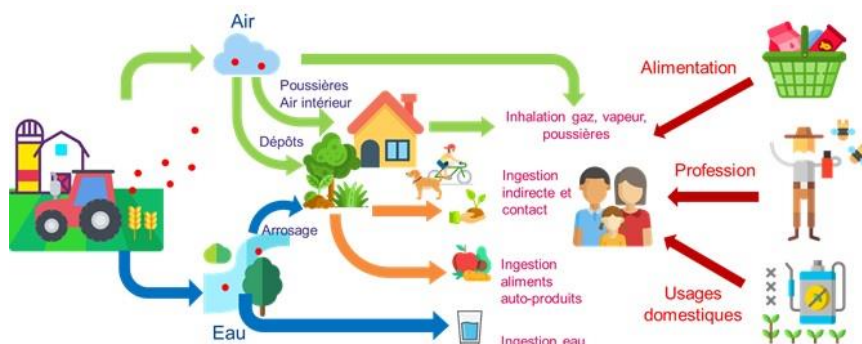 Air
Poussières
Air intérieur
Dépôts
Arrosage
Eau
Inhalation gaz, vapeur,
poussières
Ingestion
indirecte et
contact
Ingestion
aliments
auto-produits
Ingestion eau
Alimentation
Profession
Usages
domestiques